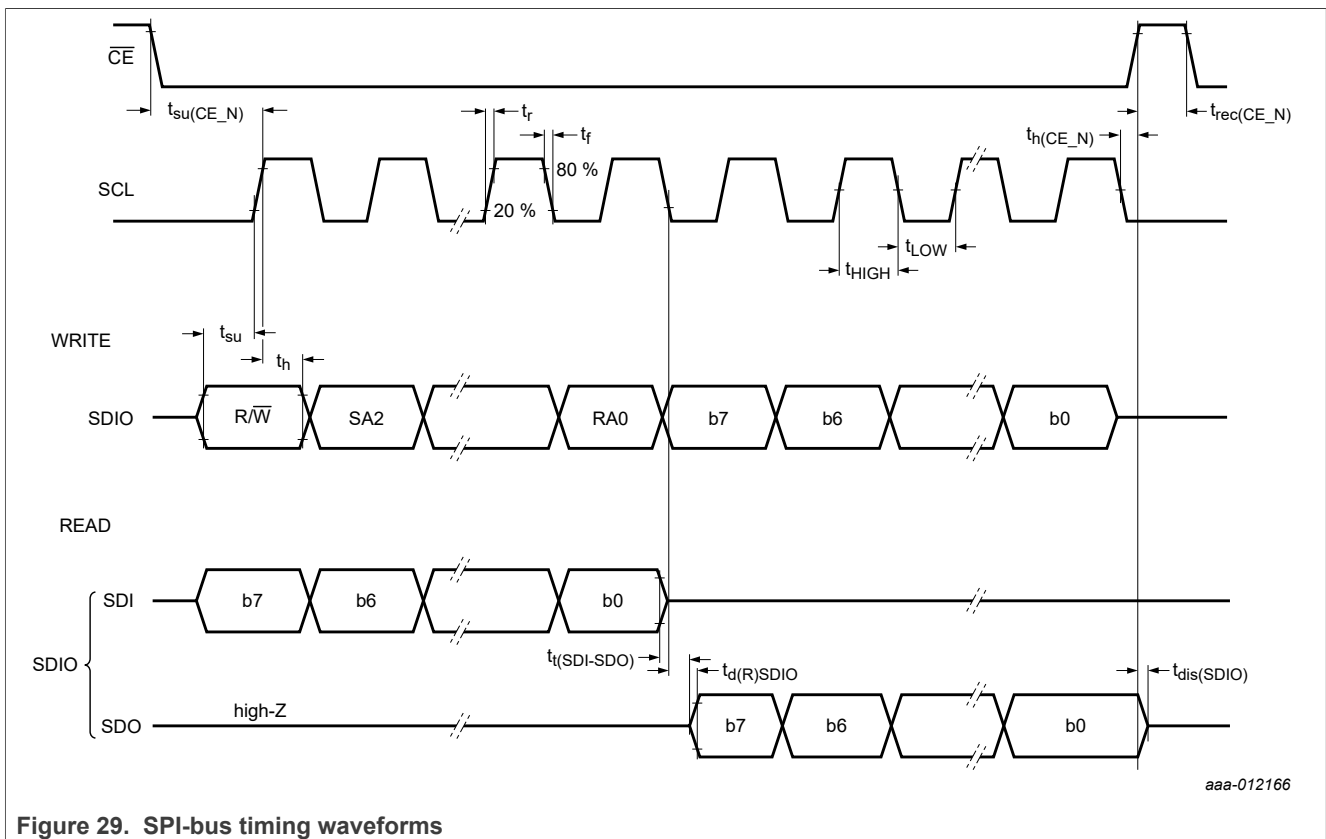 CE
tsu(CE_N)
tr
tf
th(CE_N)
trec(CE_N)
SCL
80 %
20 %
tLOW
tHIGH
WRITE
tsu
th
SDIO
R/W
SA2
RA0
b7
b6
b0
READ
SDI
b7
b6
b0
SDIO
tt(SDI-SDO)
td(R)SDIO
tdis(SDIO)
SDO
high-Z
b7
b6
b0
aaa-012166
Figure 29. SPI-bus timing waveforms